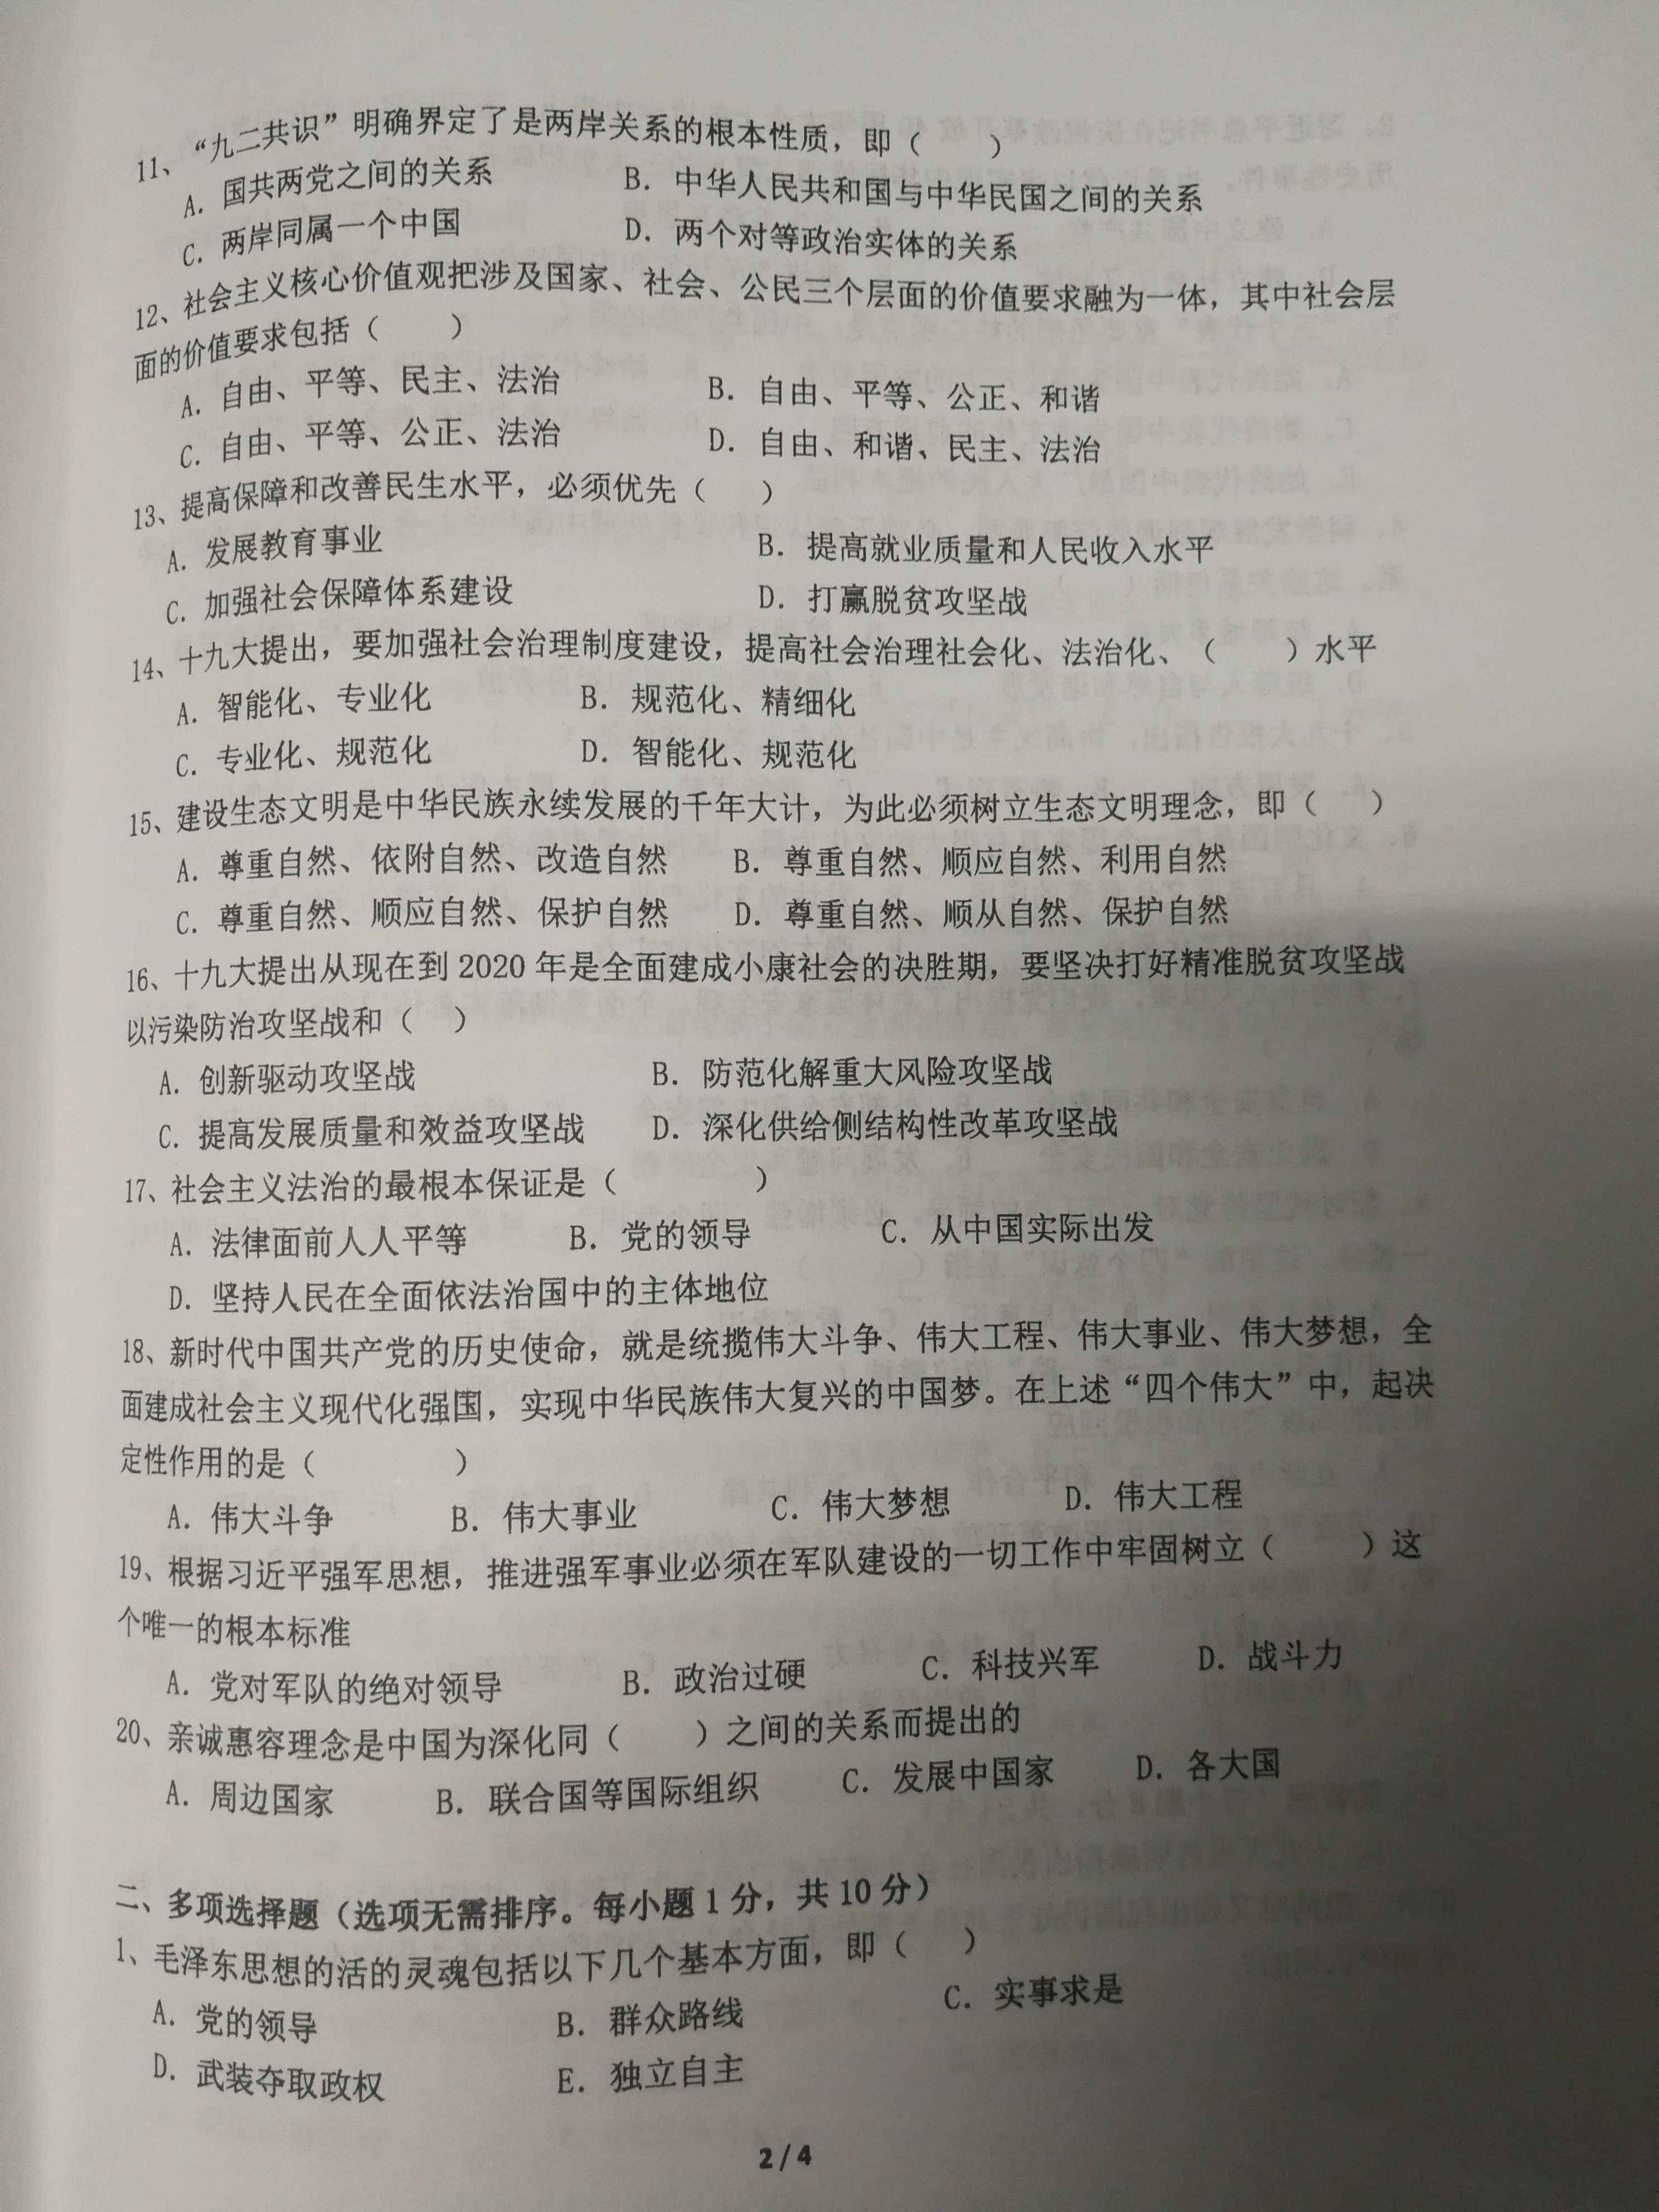 11、“九二共识”明确界定了是两岸关系的根本性质，即（　　）
A. 国共两党之间的关系　　B. 中华人民共和国与中华民国之间的关系
C. 两岸同属一个中国　　D. 两个对等政治实体的关系
12、社会主义核心价值观把涉及国家、社会、公民三个层面的价值要求融为一体，其中社会层
面的价值要求包括（　　）
A. 自由、平等、民主、法治　　B. 自由、平等、公正、和谐
C. 自由、平等、公正、法治　　D. 自由、和谐、民主、法治
13、提高保障和改善民生水平，必须优先（　　）
A. 发展教育事业　　B. 提高就业质量和人民收入水平
C. 加强社会保障体系建设　　D. 打赢脱贫攻坚战
14、十九大提出，要加强社会治理制度建设，提高社会治理社会化、法治化、（　　）水平
A. 智能化、专业化　　B. 规范化、精细化
C. 专业化、规范化　　D. 智能化、规范化
15、建设生态文明是中华民族永续发展的千年大计，为此必须树立生态文明理念，即（　　）
A. 尊重自然、依附自然、改造自然　　B. 尊重自然、顺应自然、利用自然
C. 尊重自然、顺应自然、保护自然　　D. 尊重自然、顺从自然、保护自然
16、十九大提出从现在到 2020 年是全面建成小康社会的决胜期，要坚决打好精准脱贫攻坚战
以污染防治攻坚战和（　　）
A. 创新驱动攻坚战　　B. 防范化解重大风险攻坚战
C. 提高发展质量和效益攻坚战　　D. 深化供给侧结构性改革攻坚战
17、社会主义法治的最根本保证是（　　）
A. 法律面前人人平等　　B. 党的领导　　C. 从中国实际出发
D. 坚持人民在全面依法治国中的主体地位
18、新时代中国共产党的历史使命，就是统揽伟大斗争、伟大工程、伟大事业、伟大梦想，全
面建成社会主义现代化强国，实现中华民族伟大复兴的中国梦。在上述“四个伟大”中，起决
定性作用的是（　　）
A. 伟大斗争　　B. 伟大事业　　C. 伟大梦想　　D. 伟大工程
19、根据习近平强军思想，推进强军事业必须在军队建设的一切工作中牢固树立（　　）这
个唯一的根本标准
A. 党对军队的绝对领导　　B. 政治过硬　　C. 科技兴军　　D. 战斗力
20、亲诚惠容理念是中国为深化同（　　）之间的关系而提出的
A. 周边国家　　B. 联合国等国际组织　　C. 发展中国家　　D. 各大国
二、多项选择题（选项无需排序。每小题 1 分，共 10 分）
1、毛泽东思想的活的灵魂包括以下几个基本方面，即（　　）
A. 党的领导　　B. 群众路线　　C. 实事求是
D. 武装夺取政权　　E. 独立自主
2 / 4